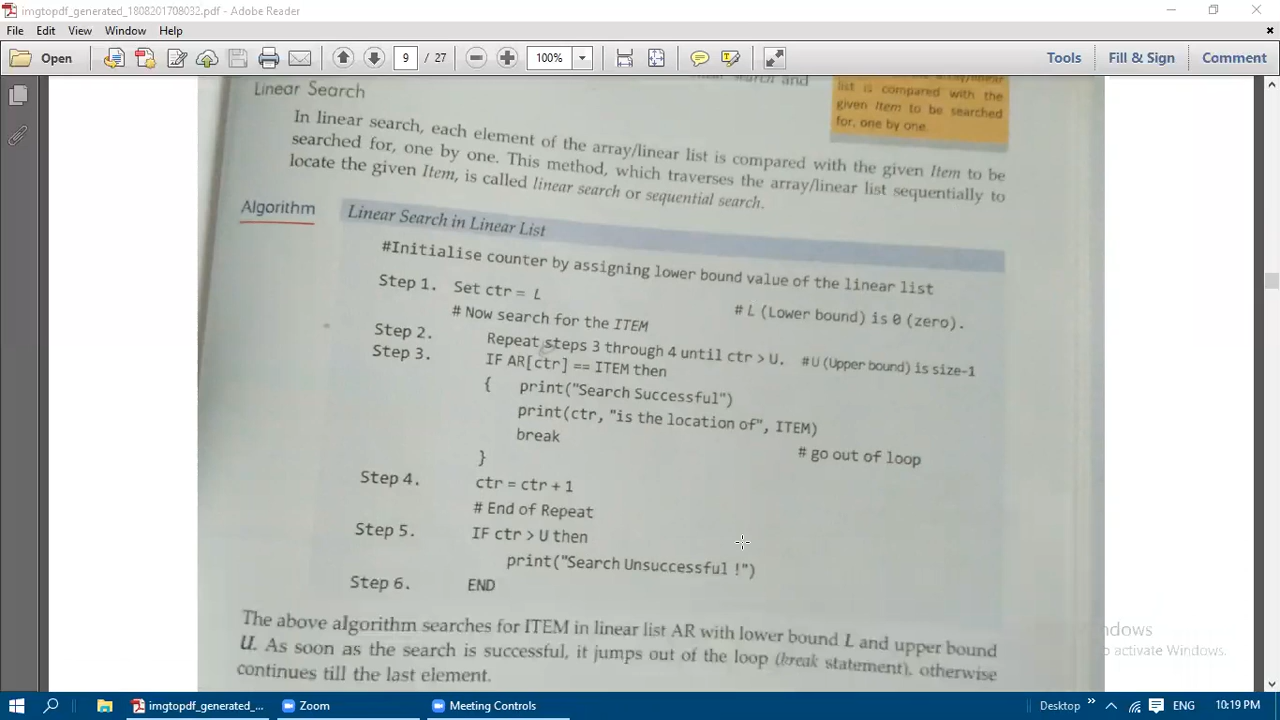 imgtopdf_generated_1808201708032.pdf - Adobe Reader
File Edit View Window Help
Open 9 / 27 100% Tools Fill & Sign Comment
search and
list is compared with the
given Item to be searched
for, one by one.
Linear Search
In linear search, each element of the array/linear list is compared with the given Item to be
searched for, one by one. This method, which traverses the array/linear list sequentially to
locate the given Item, is called linear search or sequential search.
Algorithm Linear Search in Linear List
#Initialise counter by assigning lower bound value of the linear list
Step 1. Set ctr = L # L (Lower bound) is 0 (zero).
# Now search for the ITEM
Step 2. Repeat steps 3 through 4 until ctr > U. # U (Upper bound) is size-1
Step 3. IF AR[ctr] == ITEM then
{ print("Search Successful")
print(ctr, "is the location of", ITEM)
break # go out of loop
}
Step 4. ctr = ctr + 1
# End of Repeat
Step 5. IF ctr > U then
print("Search Unsuccessful !")
Step 6. END
The above algorithm searches for ITEM in linear list AR with lower bound L and upper bound
U. As soon as the search is successful, it jumps out of the loop (break statement), otherwise
continues till the last element.
activate Windows.
imgtopdf_generated_... Zoom Meeting Controls Desktop ENG 10:19 PM